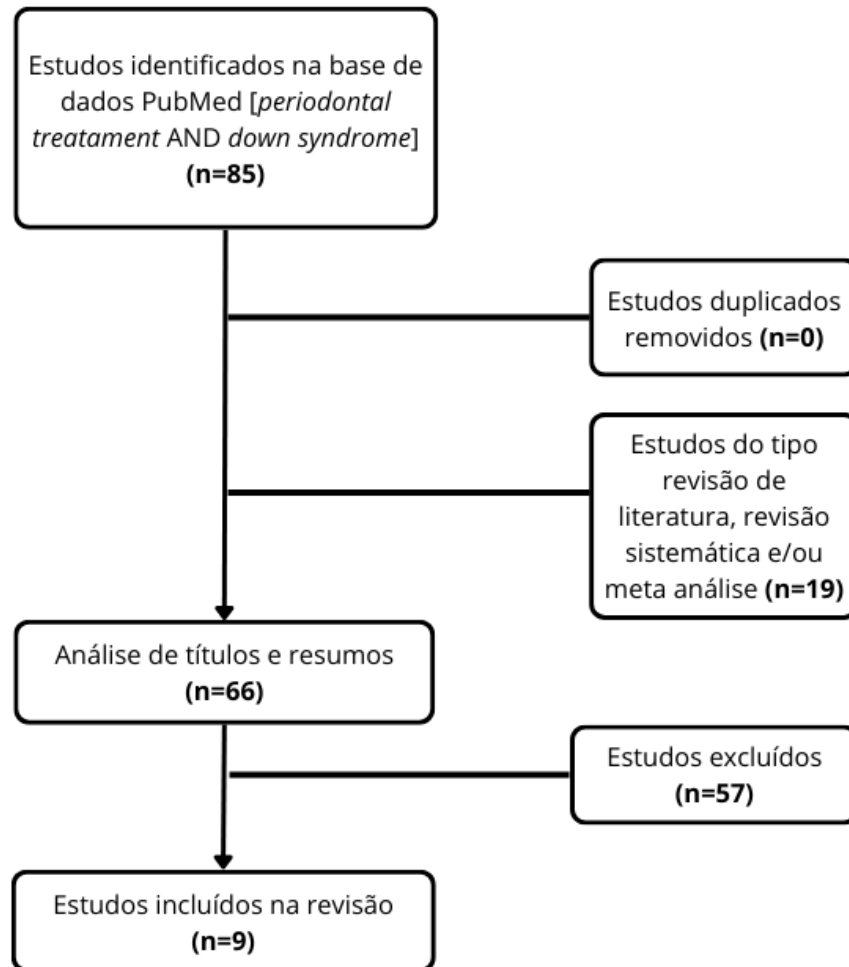 Estudos identificados na base de
dados PubMed [periodontal
treatament AND down syndrome]
(n=85)
Estudos duplicados
removidos (n=0)
Estudos do tipo
revisão de
literatura, revisão
sistemática e/ou
meta análise (n=19)
Análise de títulos e resumos
(n=66)
Estudos excluídos
(n=57)
Estudos incluídos na revisão
(n=9)